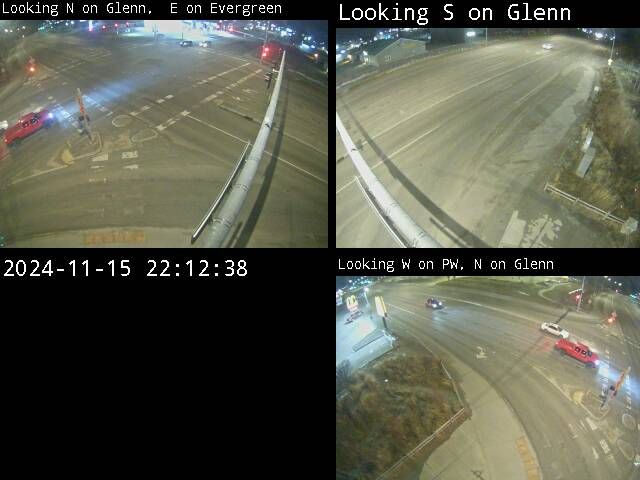 Looking N on Glenn,  E on Evergreen
Looking S on Glenn
2024-11-15 22:12:38
Looking W on PW, N on Glenn